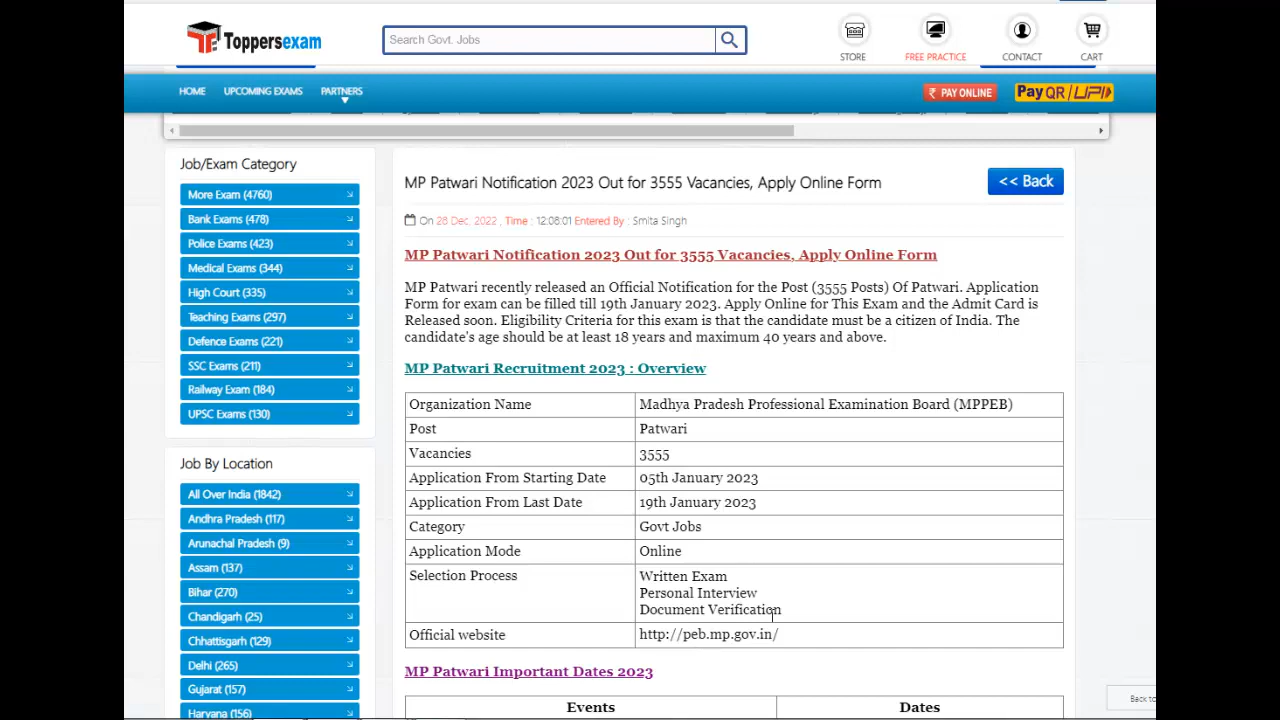 Toppersexam
Search Govt. Jobs
STORE
FREE PRACTICE
CONTACT
CART
HOME
UPCOMING EXAMS
PARTNERS
₹ PAY ONLINE
Pay QR / UPI
Job/Exam Category
More Exam (4760)
Bank Exams (478)
Police Exams (423)
Medical Exams (344)
High Court (335)
Teaching Exams (297)
Defence Exams (221)
SSC Exams (211)
Railway Exam (184)
UPSC Exams (130)
Job By Location
All Over India (1842)
Andhra Pradesh (117)
Arunachal Pradesh (9)
Assam (137)
Bihar (270)
Chandigarh (25)
Chhattisgarh (129)
Delhi (265)
Gujarat (157)
Haryana (156)
MP Patwari Notification 2023 Out for 3555 Vacancies, Apply Online Form
<< Back
On 28 Dec, 2022 , Time : 12:08:01 Entered By : Smita Singh
MP Patwari Notification 2023 Out for 3555 Vacancies, Apply Online Form
MP Patwari recently released an Official Notification for the Post (3555 Posts) Of Patwari. Application
Form for exam can be filled till 19th January 2023. Apply Online for This Exam and the Admit Card is
Released soon. Eligibility Criteria for this exam is that the candidate must be a citizen of India. The
candidate's age should be at least 18 years and maximum 40 years and above.
MP Patwari Recruitment 2023 : Overview
Organization Name Madhya Pradesh Professional Examination Board (MPPEB)
Post Patwari
Vacancies 3555
Application From Starting Date 05th January 2023
Application From Last Date 19th January 2023
Category Govt Jobs
Application Mode Online
Selection Process Written Exam
Personal Interview
Document Verification
Official website http://peb.mp.gov.in/
MP Patwari Important Dates 2023
Events Dates
Back to